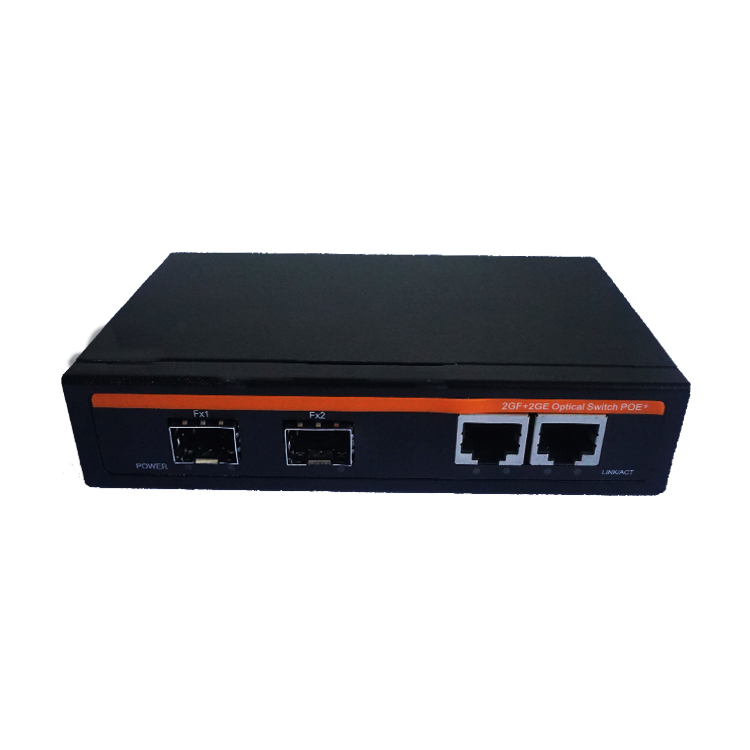 2GF+2GE Optical Switch POE+
Fx1
Fx2
POWER
LINK/ACT